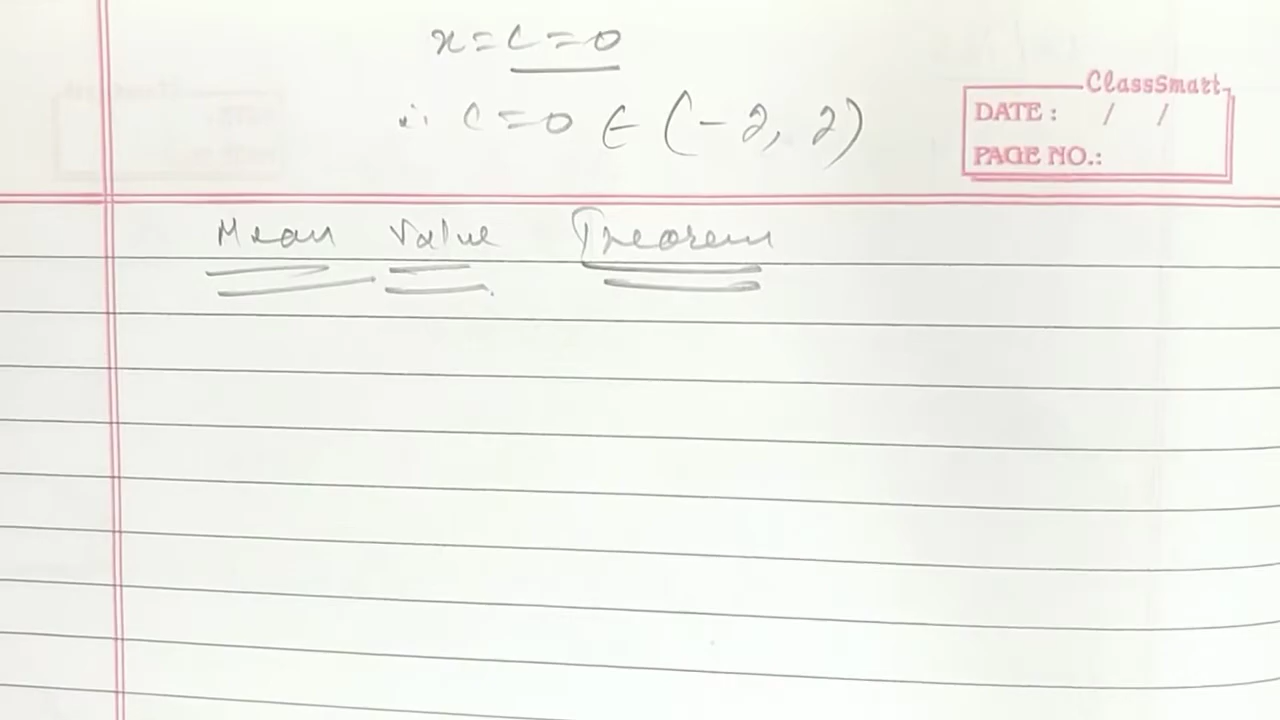 x = c = 0
∴ c = 0 ∈ (-2, 2)
ClassSmart
DATE : / /
PAGE NO.:
Mean Value Theorem